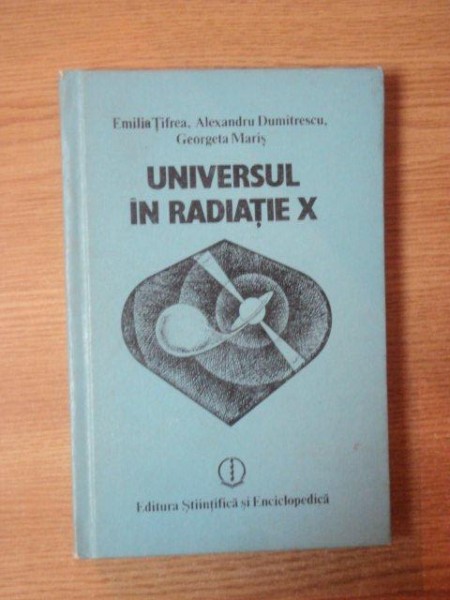 Emilia Țifrea, Alexandru Dumitrescu,
Georgeta Mariș
UNIVERSUL
ÎN RADIAȚIE X
Editura Științifică și Enciclopedică